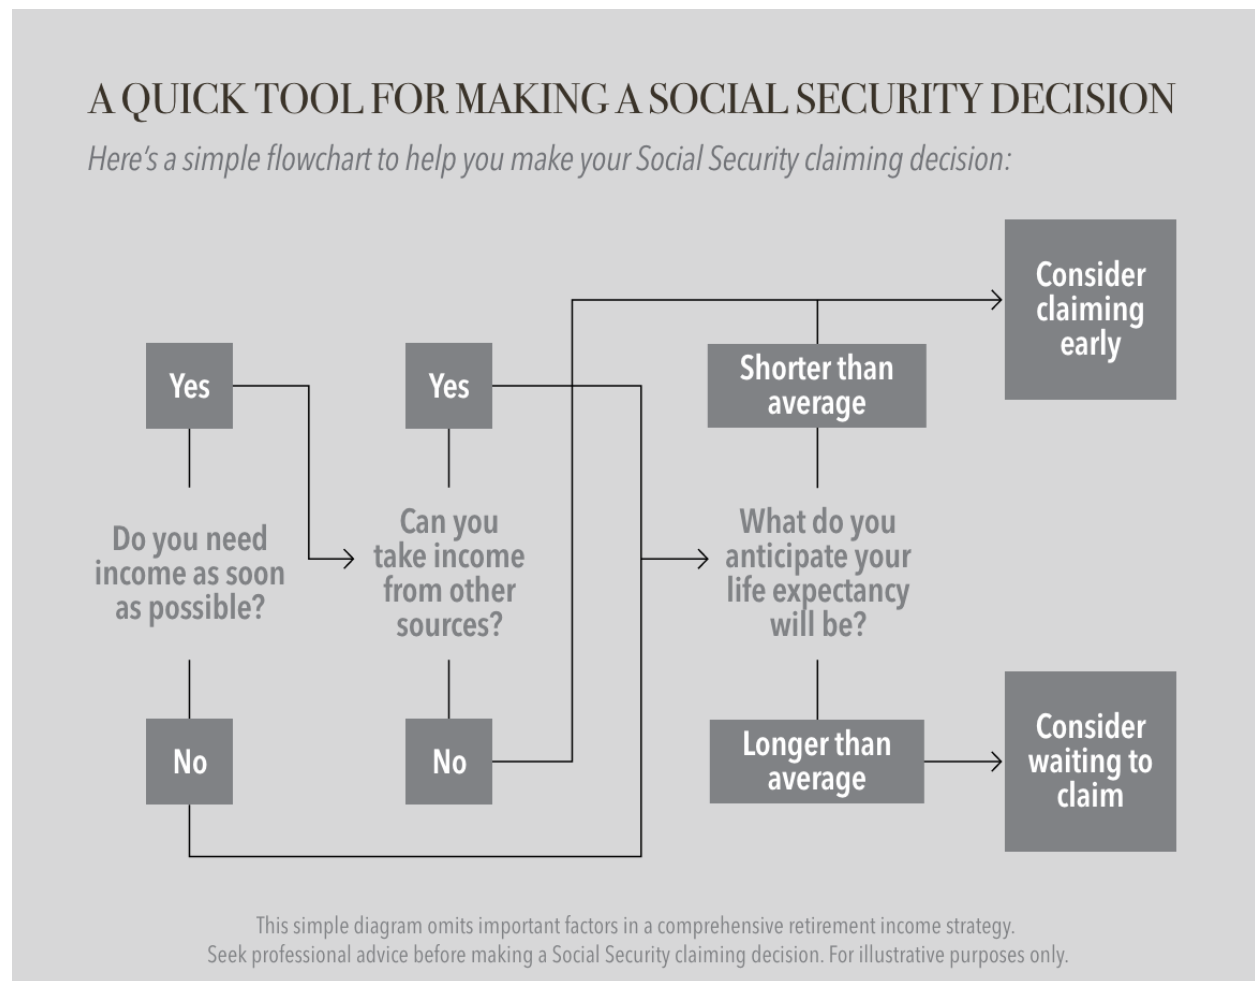 A QUICK TOOL FOR MAKING A SOCIAL SECURITY DECISION
Here's a simple flowchart to help you make your Social Security claiming decision:
Yes
Do you need
income as soon
as possible?
No
Yes
Can you
take income
from other
sources?
No
Shorter than
average
What do you
anticipate your
life expectancy
will be?
Longer than
average
Consider
claiming
early
Consider
waiting to
claim
This simple diagram omits important factors in a comprehensive retirement income strategy.
Seek professional advice before making a Social Security claiming decision. For illustrative purposes only.